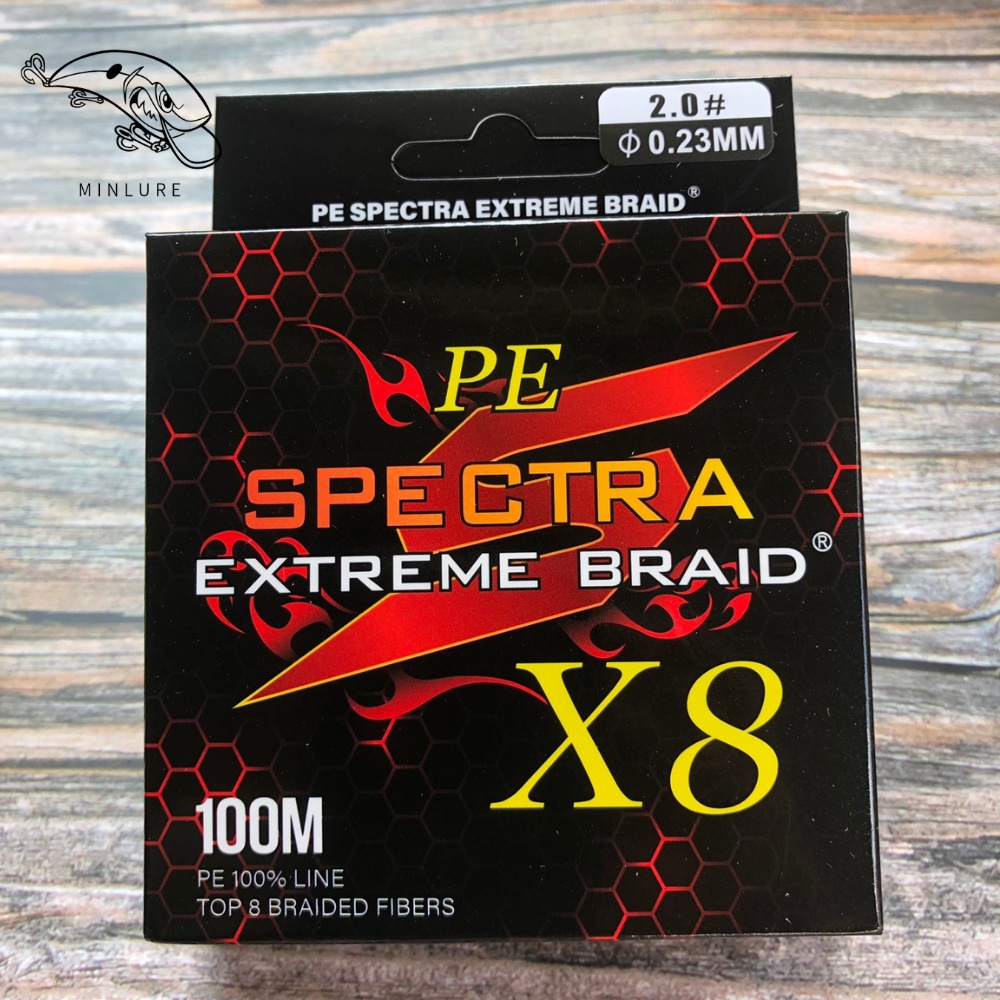 MINLURE
2.0#
Φ 0.23MM
PE SPECTRA EXTREME BRAID®
PE
SPECTRA
EXTREME BRAID®
X8
100M
PE 100% LINE
TOP 8 BRAIDED FIBERS